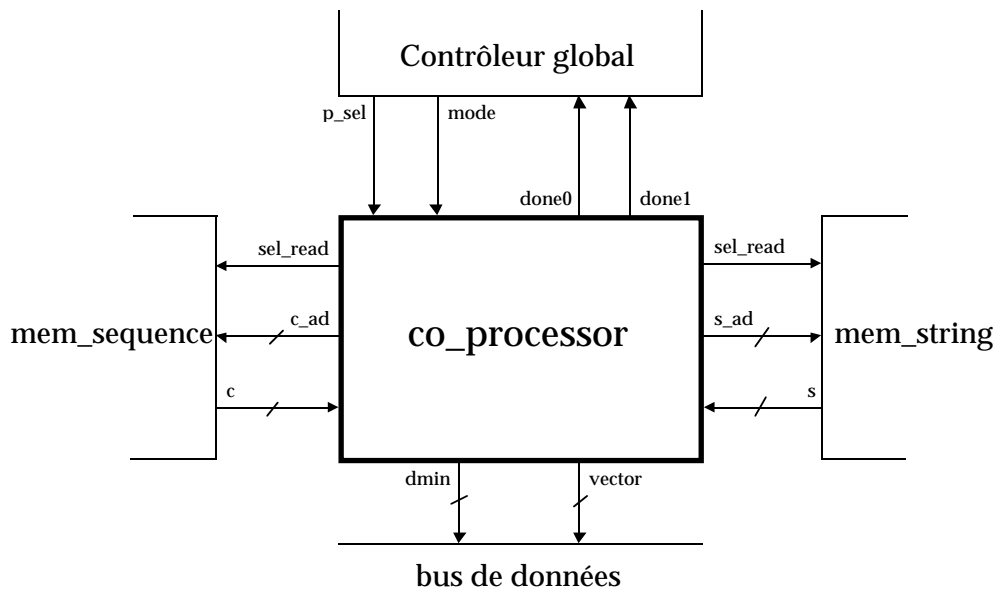 Contrôleur global
p_sel
mode
done0
done1
sel_read
sel_read
mem_sequence
c_ad
co_processor
s_ad
mem_string
c
s
dmin
vector
bus de données